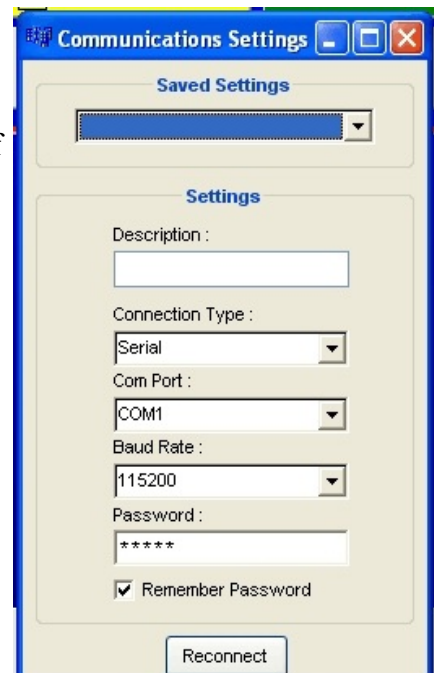 Communications Settings
Saved Settings
Settings
Description :
Connection Type :
Serial
Com Port :
COM1
Baud Rate :
115200
Password :
*****
Remember Password
Reconnect